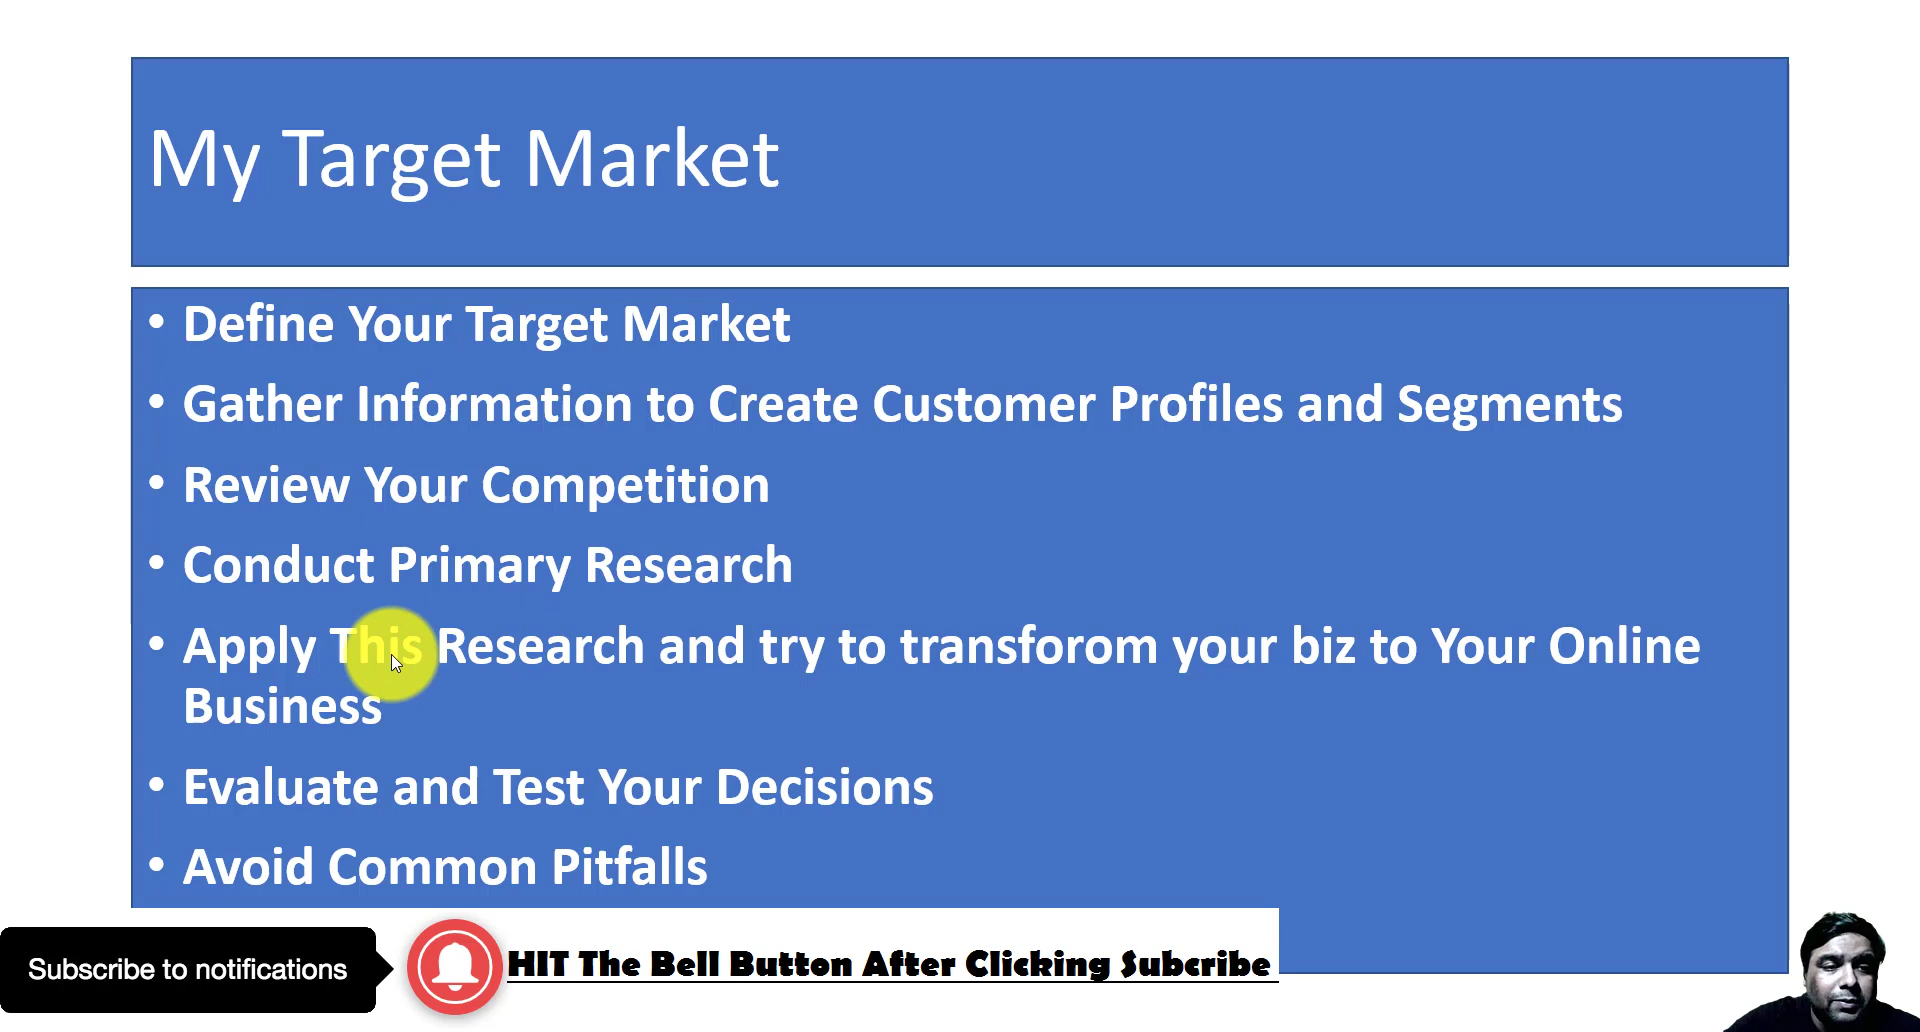 My Target Market
• Define Your Target Market
• Gather Information to Create Customer Profiles and Segments
• Review Your Competition
• Conduct Primary Research
• Apply This Research and try to transforom your biz to Your Online
Business
• Evaluate and Test Your Decisions
• Avoid Common Pitfalls
Subscribe to notifications
HIT The Bell Button After Clicking Subcribe